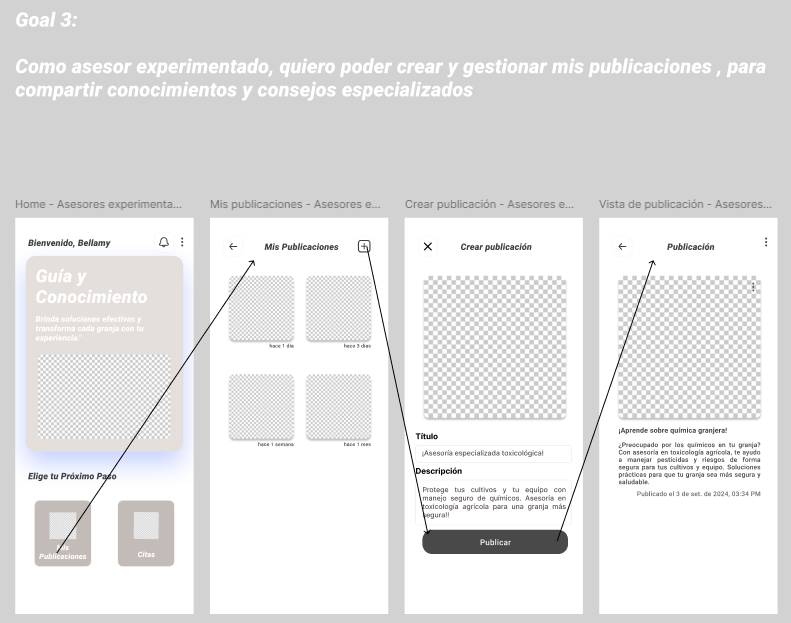 Goal 3:
Como asesor experimentado, quiero poder crear y gestionar mis publicaciones , para
compartir conocimientos y consejos especializados
Home - Asesores experimenta...
Mis publicaciones - Asesores e...
Crear publicación - Asesores e...
Vista de publicación - Asesores...
Bienvenido, Bellamy
Guía y
Conocimiento
Brinda soluciones efectivas y
transforma cada granja con tu
experiencia."
Elige tu Próximo Paso
Mis
Publicaciones
Citas
Mis Publicaciones
hace 1 día
hace 3 días
hace 1 semana
hace 1 mes
Crear publicación
Título
¡Asesoría especializada toxicológica!
Descripción
Protege tus cultivos y tu equipo con
manejo seguro de químicos. Asesoría en
toxicología agrícola para una granja más
segura!!
Publicar
Publicación
¡Aprende sobre química granjera!
¿Preocupado por los químicos en tu granja?
Con asesoría en toxicología agrícola, te ayudo
a manejar pesticidas y riesgos de forma
segura para tus cultivos y equipo. Soluciones
prácticas para que tu granja sea más segura y
saludable.
Publicado el 3 de set. de 2024, 03:34 PM